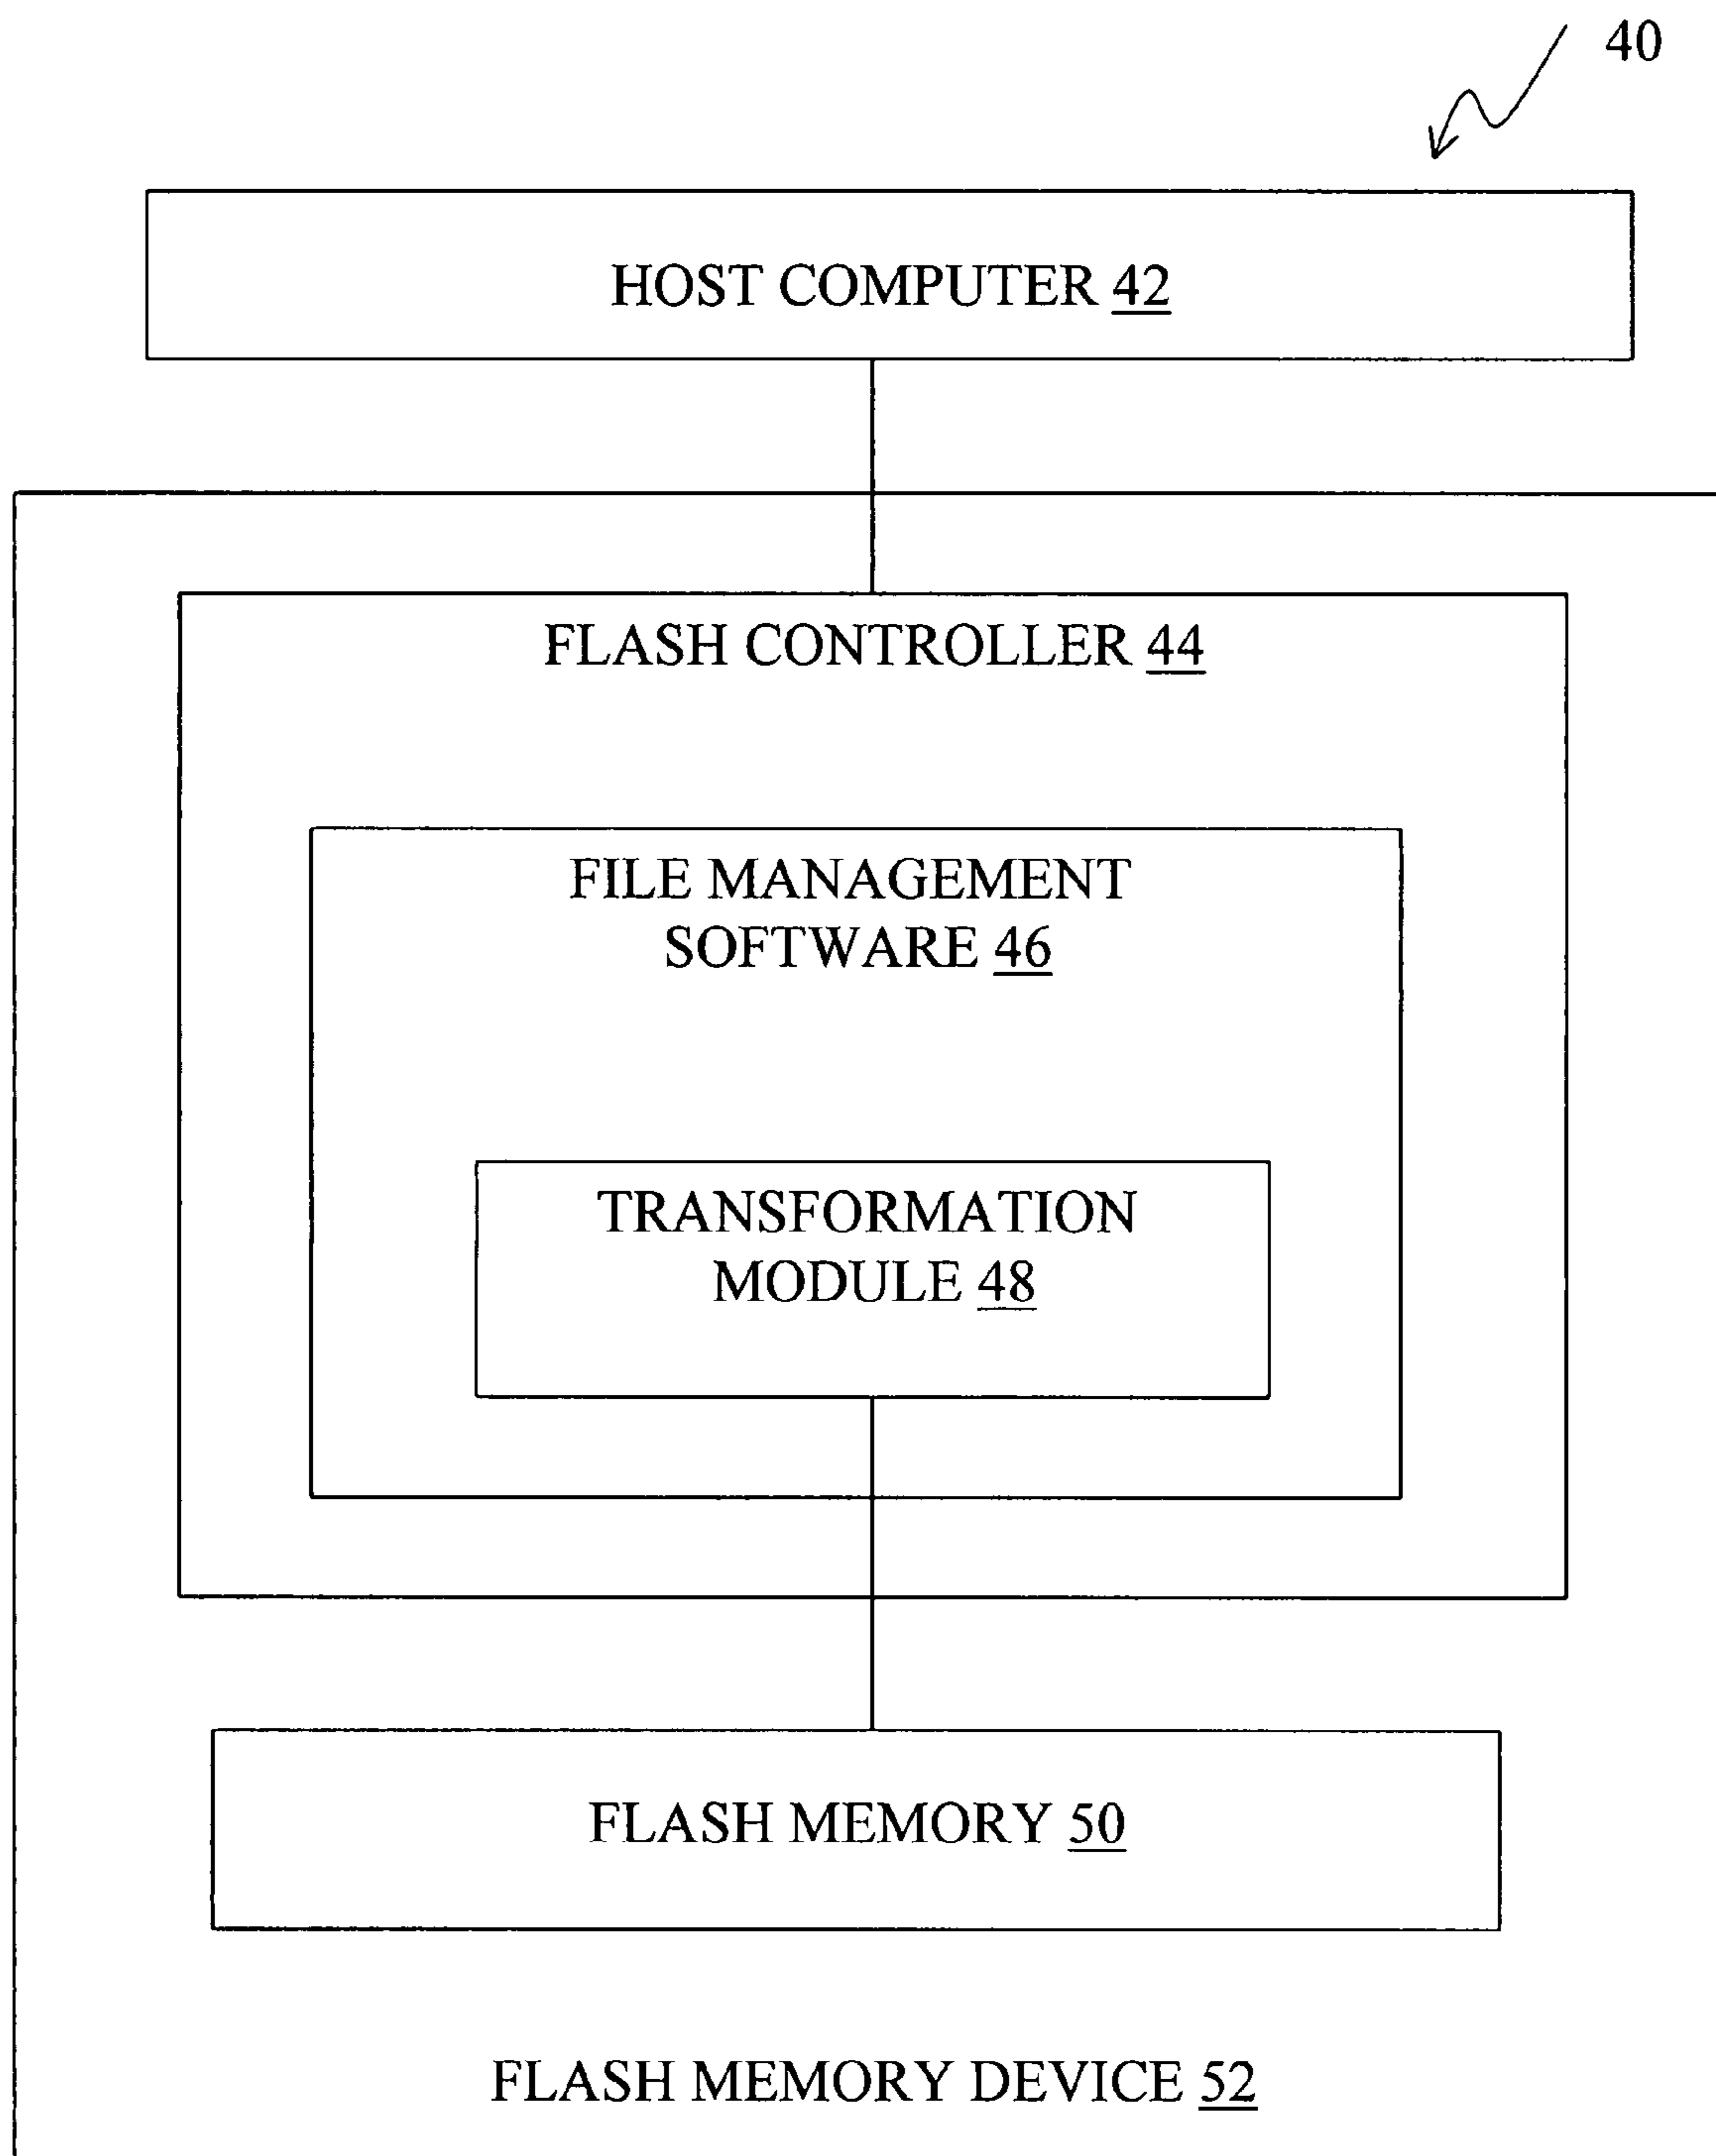 40
HOST COMPUTER 42
FLASH CONTROLLER 44
FILE MANAGEMENT
SOFTWARE 46
TRANSFORMATION
MODULE 48
FLASH MEMORY 50
FLASH MEMORY DEVICE 52